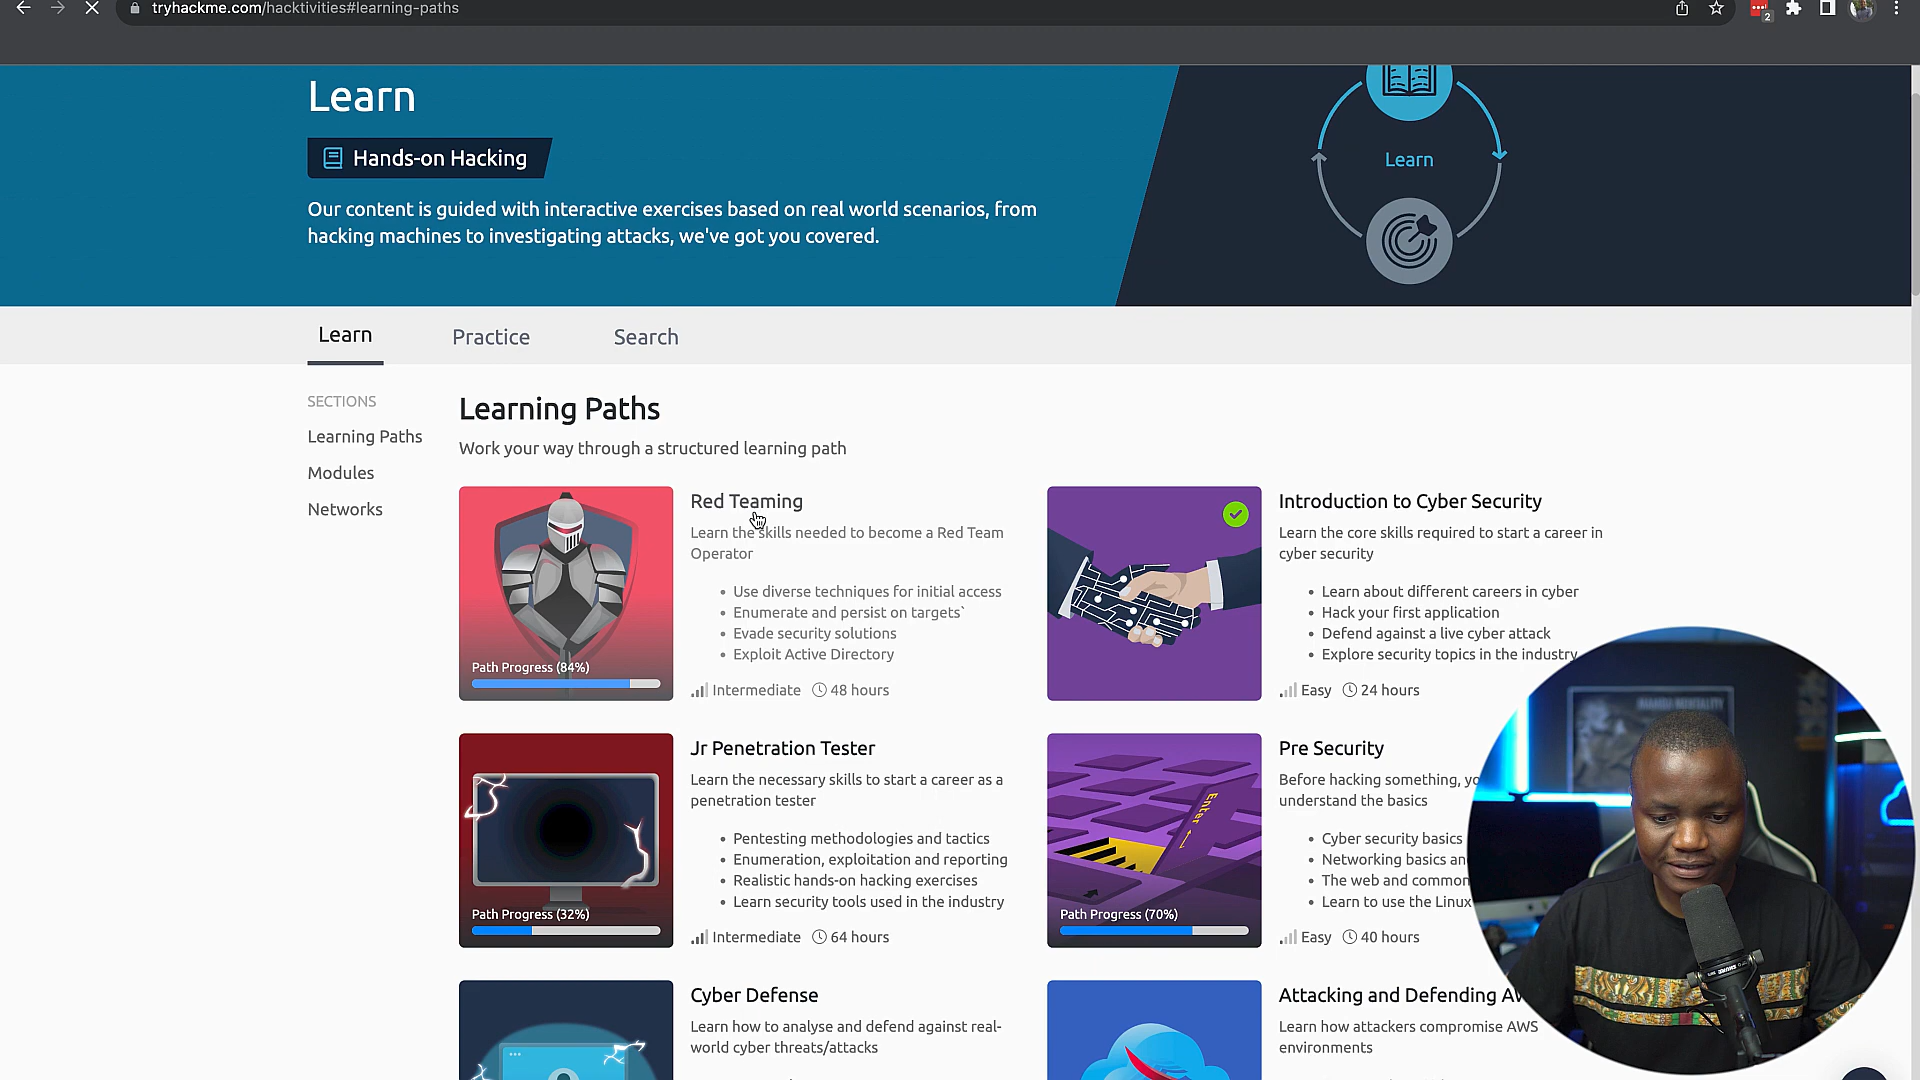 tryhackme.com/hacktivities#learning-paths
2
Learn
Hands-on Hacking
Our content is guided with interactive exercises based on real world scenarios, from
hacking machines to investigating attacks, we've got you covered.
Learn
Learn
Practice
Search
SECTIONS
Learning Paths
Modules
Networks
Learning Paths
Work your way through a structured learning path
Red Teaming
Learn the skills needed to become a Red Team
Operator
• Use diverse techniques for initial access
• Enumerate and persist on targets`
• Evade security solutions
• Exploit Active Directory
Path Progress (84%)
Intermediate
48 hours
Introduction to Cyber Security
Learn the core skills required to start a career in
cyber security
• Learn about different careers in cyber
• Hack your first application
• Defend against a live cyber attack
• Explore security topics in the industry
Easy
24 hours
Jr Penetration Tester
Learn the necessary skills to start a career as a
penetration tester
• Pentesting methodologies and tactics
• Enumeration, exploitation and reporting
• Realistic hands-on hacking exercises
• Learn security tools used in the industry
Path Progress (32%)
Intermediate
64 hours
Enter
Pre Security
Before hacking something,
understand the basics
• Cyber security basics
• Networking basics
• The web and common
• Learn to use the Linux
Path Progress (70%)
Easy
40 hours
Cyber Defense
Learn how to analyse and defend against real-
world cyber threats/attacks
Attacking and Defending
Learn how attackers compromise AWS
environments
SHURE